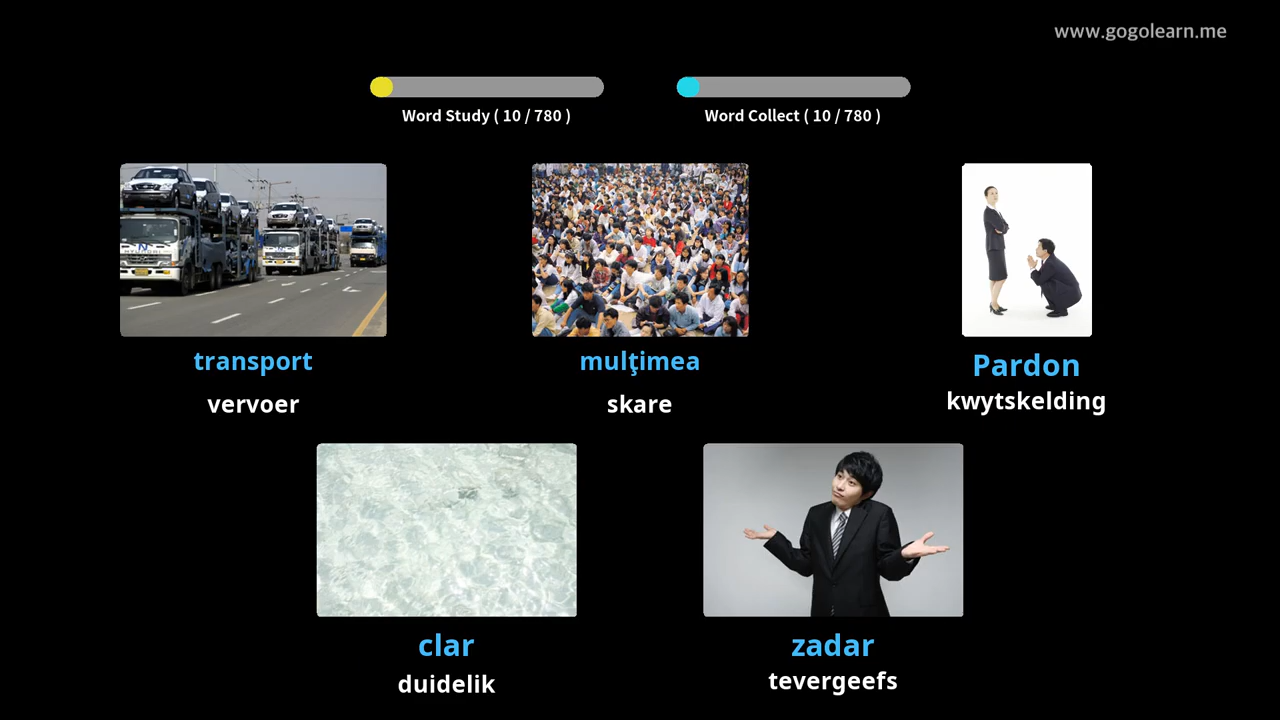 www.gogolearn.me
Word Study ( 10 / 780 )
Word Collect ( 10 / 780 )
transport
mulţimea
Pardon
vervoer
skare
kwytskelding
clar
zadar
duidelik
tevergeefs